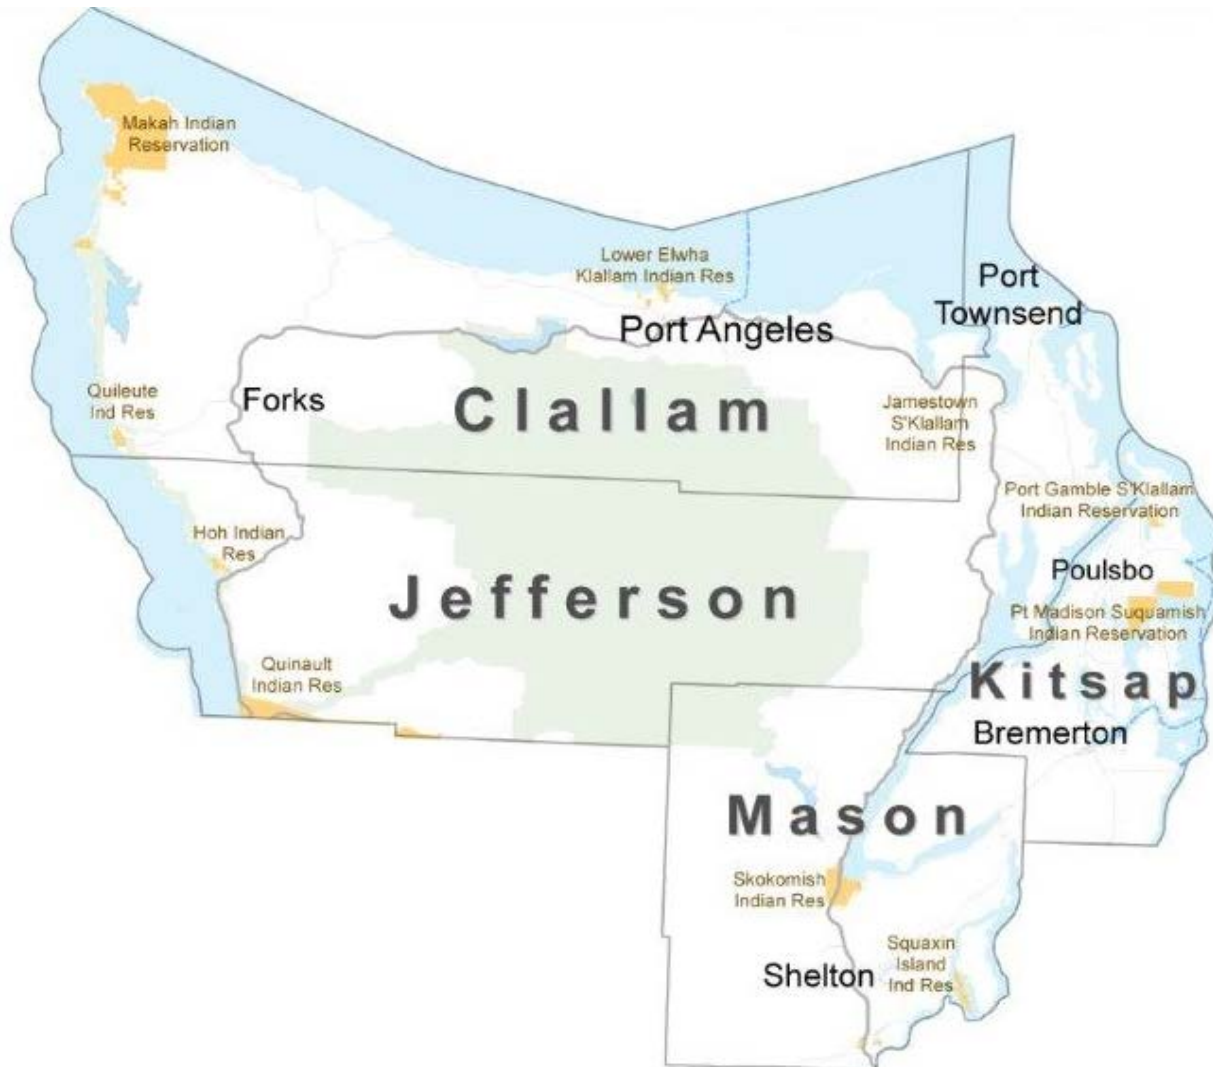 Makah Indian
Reservation
Lower Elwha
Klallam Indian Res
Port
Townsend
Port Angeles
Quileute
Ind Res
Forks
Clallam
Jamestown
S'Klallam
Indian Res
Port Gamble S'Klallam
Indian Reservation
Hoh Indian
Res
Jefferson
Poulsbo
Pt Madison Suquamish
Indian Reservation
Quinault
Indian Res
Kitsap
Bremerton
Mason
Skokomish
Indian Res
Squaxin
Island
Ind Res
Shelton